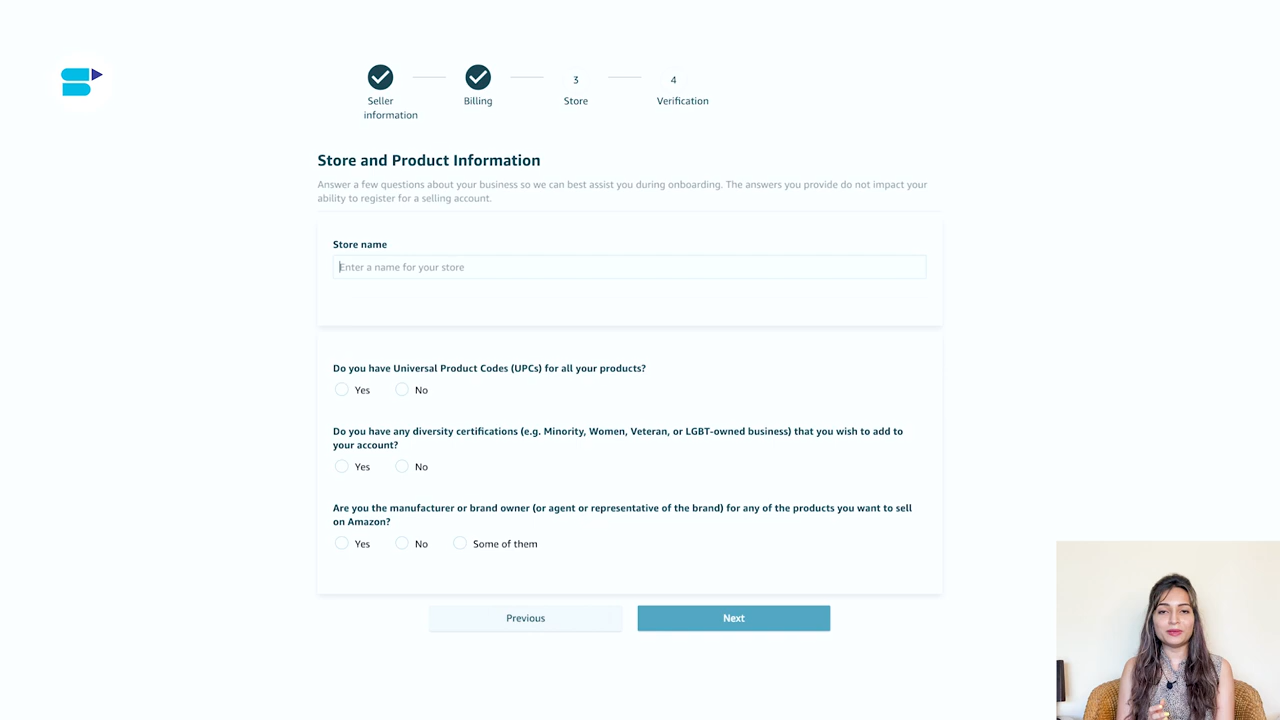 3
4
Seller
information
Billing
Store
Verification
Store and Product Information
Answer a few questions about your business so we can best assist you during onboarding. The answers you provide do not impact your
ability to register for a selling account.
Store name
Enter a name for your store
Do you have Universal Product Codes (UPCs) for all your products?
Yes No
Do you have any diversity certifications (e.g. Minority, Women, Veteran, or LGBT-owned business) that you wish to add to
your account?
Yes No
Are you the manufacturer or brand owner (or agent or representative of the brand) for any of the products you want to sell
on Amazon?
Yes No Some of them
Previous Next